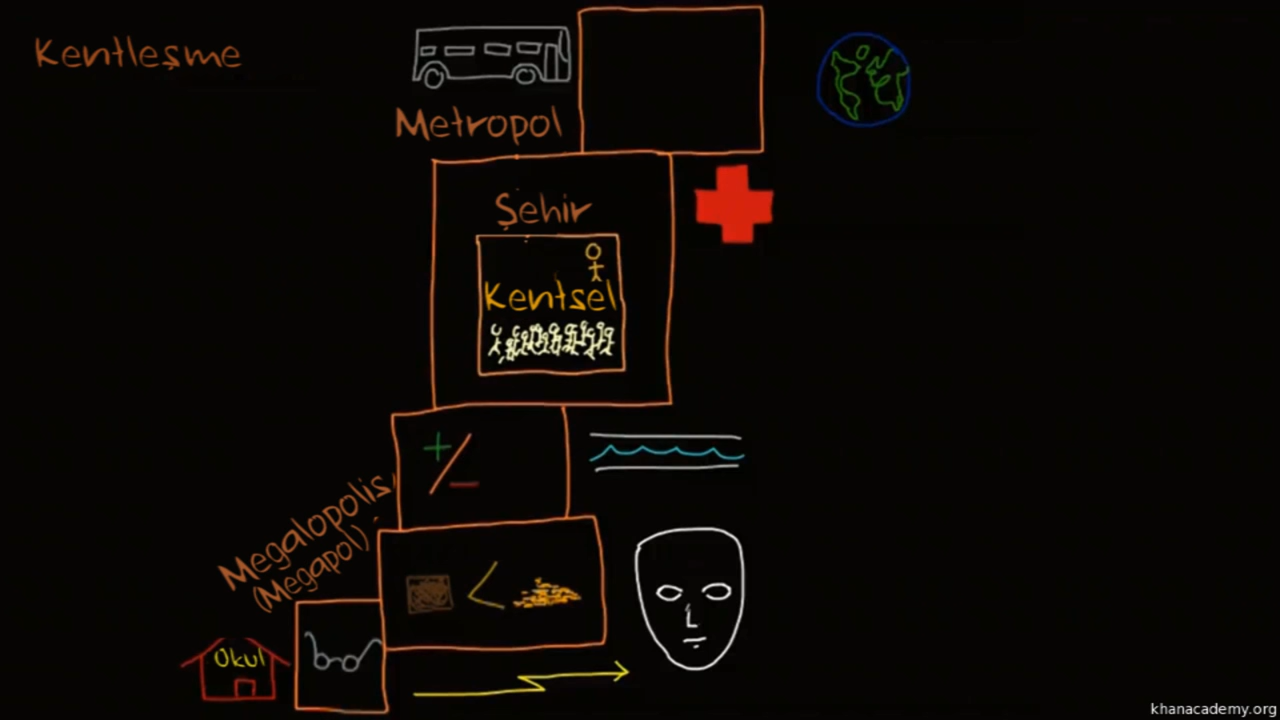 Kentleşme
Metropol
Şehir
Kentsel
Megalopolis,
(Megapol)
Okul
khanacademy.org